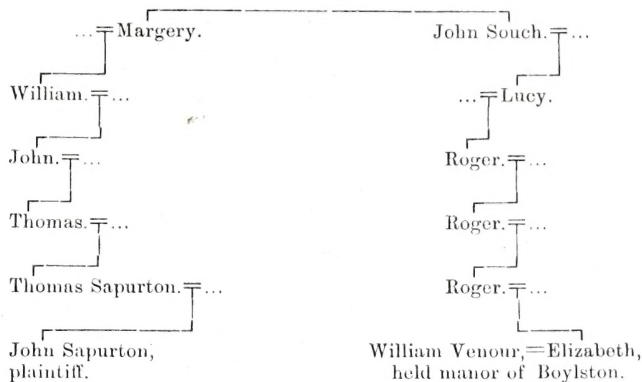 ...=Margery. John Souch.=...
William.=... ...=Lucy.
John.=... Roger.=...
Thomas.=... Roger.=...
Thomas Sapurton.=... Roger.=...
John Sapurton, William Venour,=Elizabeth,
plaintiff. held manor of Boylston.